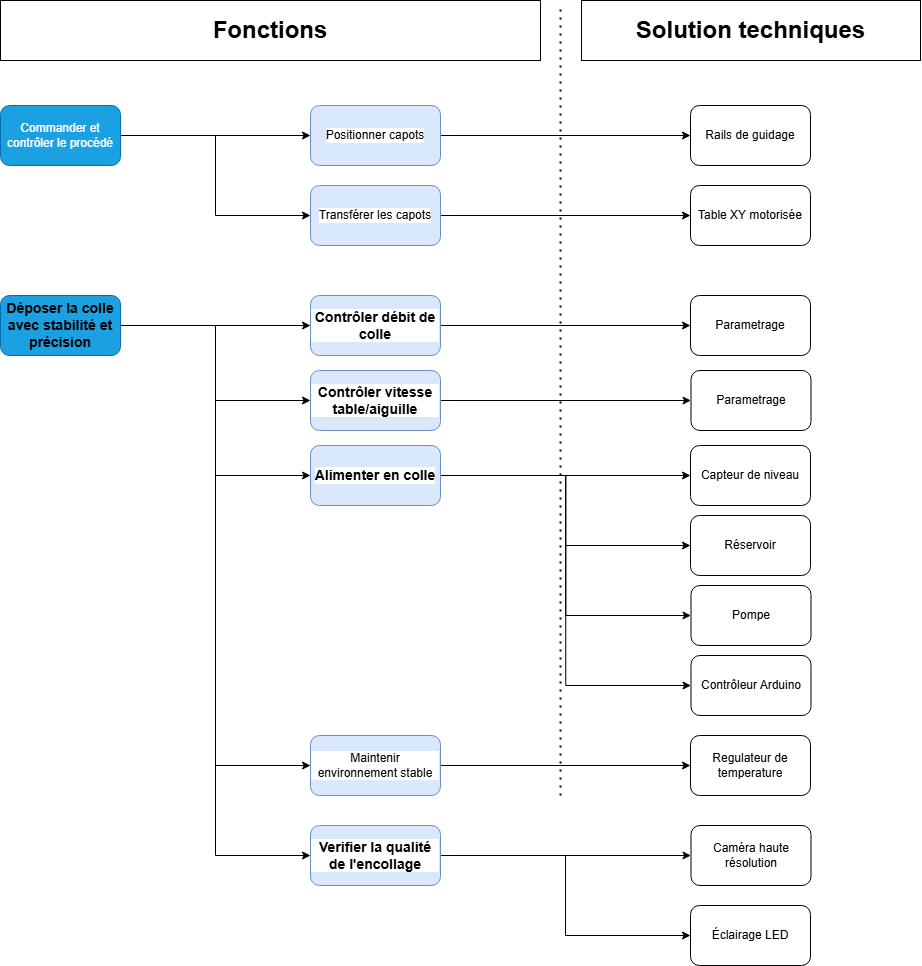 Fonctions
Solution techniques
Commander et
contrôler le procédé
Positionner capots
Rails de guidage
Transférer les capots
Table XY motorisée
Déposer la colle
avec stabilité et
précision
Contrôler débit de
colle
Parametrage
Contrôler vitesse
table/aiguille
Parametrage
Alimenter en colle
Capteur de niveau
Réservoir
Pompe
Contrôleur Arduino
Maintenir
environnement stable
Regulateur de
temperature
Verifier la qualité
de l'encollage
Caméra haute
résolution
Éclairage LED